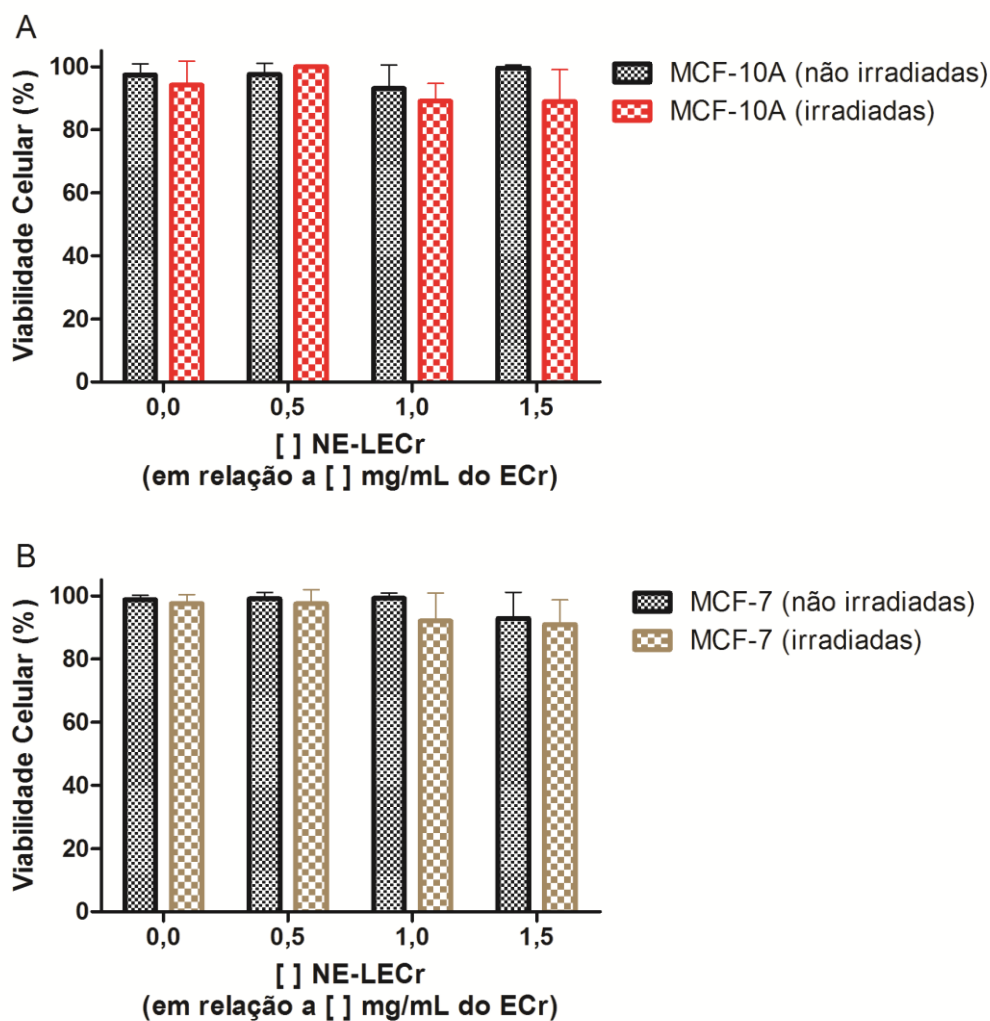 A
Viabilidade Celular (%)
100
80
60
40
20
0
0,0 0,5 1,0 1,5
[ ] NE-LECr
(em relação a [ ] mg/mL do ECr)
MCF-10A (não irradiadas)
MCF-10A (irradiadas)
B
Viabilidade Celular (%)
100
80
60
40
20
0
0,0 0,5 1,0 1,5
[ ] NE-LECr
(em relação a [ ] mg/mL do ECr)
MCF-7 (não irradiadas)
MCF-7 (irradiadas)